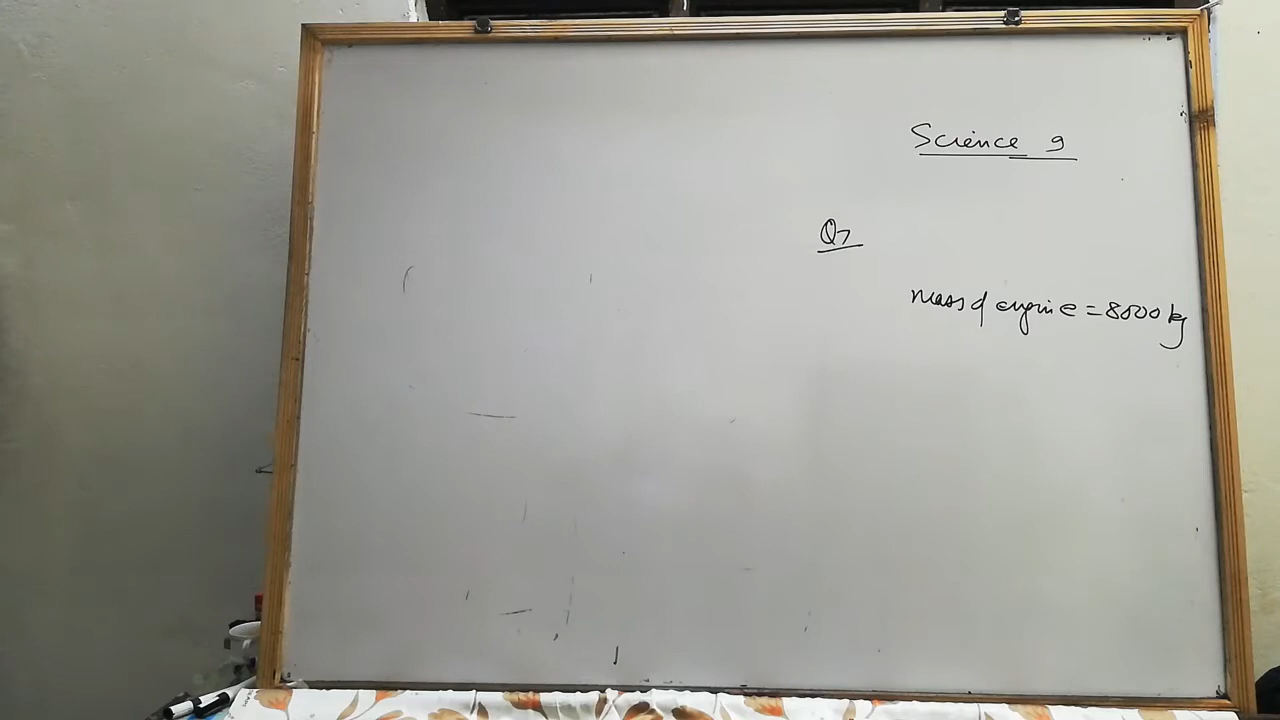 Science 9
Q7
mass of engine = 8000 kg